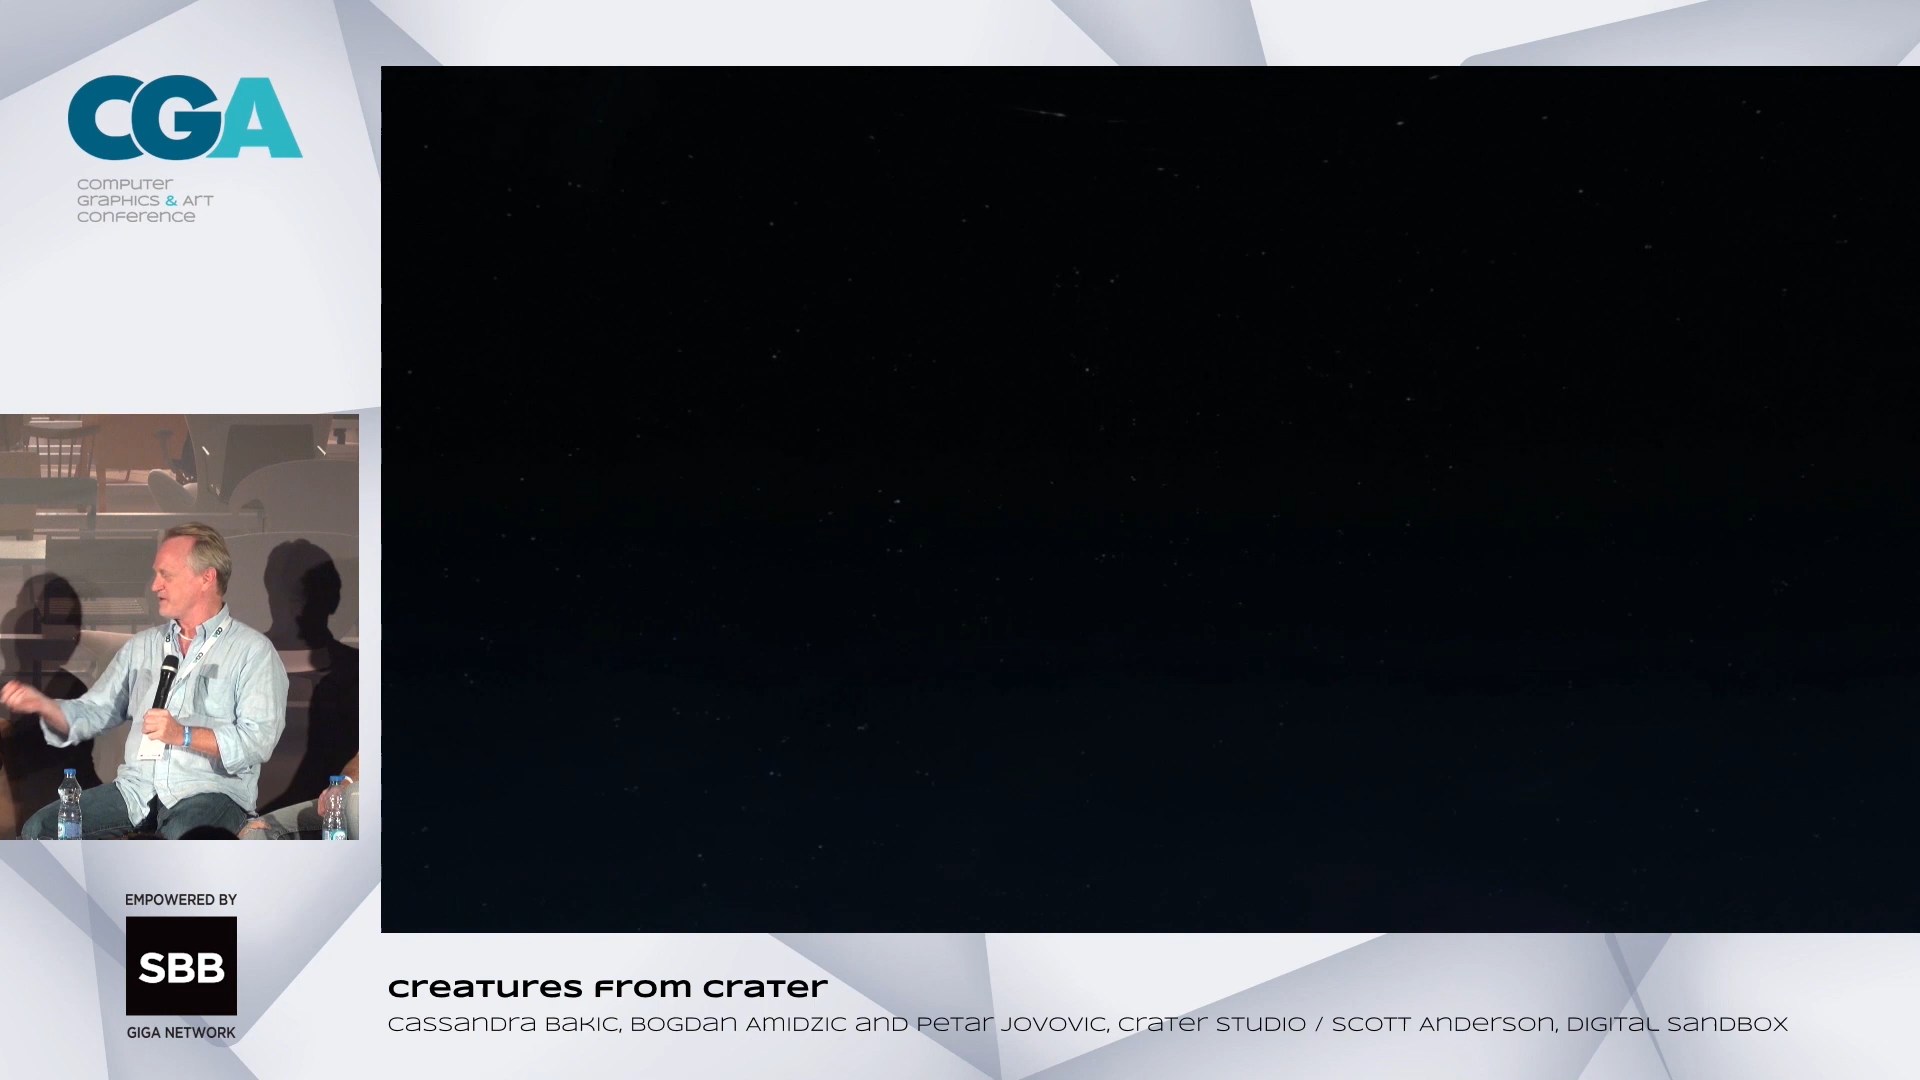 CGA
computer
Graphics & Art
conference
EMPOWERED BY
SBB
GIGA NETWORK
creatures from crater
cassandra Bakic, Bogdan Amidzic and Petar Jovovic, crater studio / Scott Anderson, Digital Sandbox